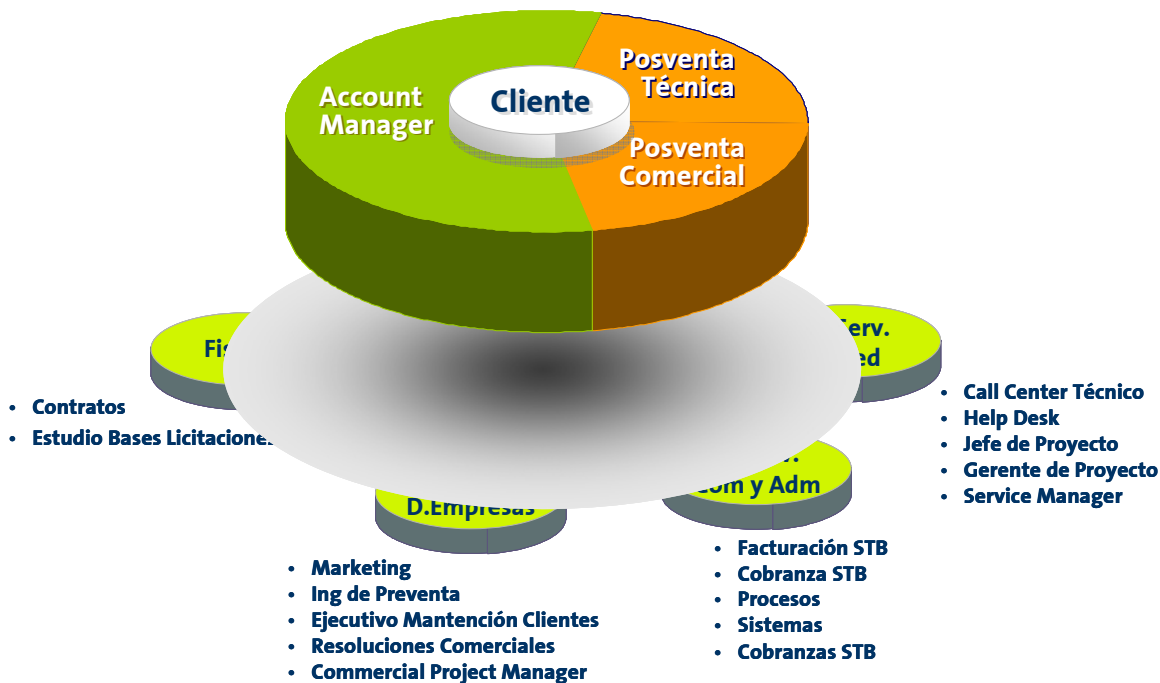 Posventa
Técnica
Account
Manager
Cliente
Posventa
Comercial
Contratos
Estudio Bases Licitaciones
D.Empresas
Com y Adm
• Call Center Técnico
• Help Desk
• Jefe de Proyecto
• Gerente de Proyecto
• Service Manager
• Marketing
• Ing de Preventa
• Ejecutivo Mantención Clientes
• Resoluciones Comerciales
• Commercial Project Manager
• Facturación STB
• Cobranza STB
• Procesos
• Sistemas
• Cobranzas STB